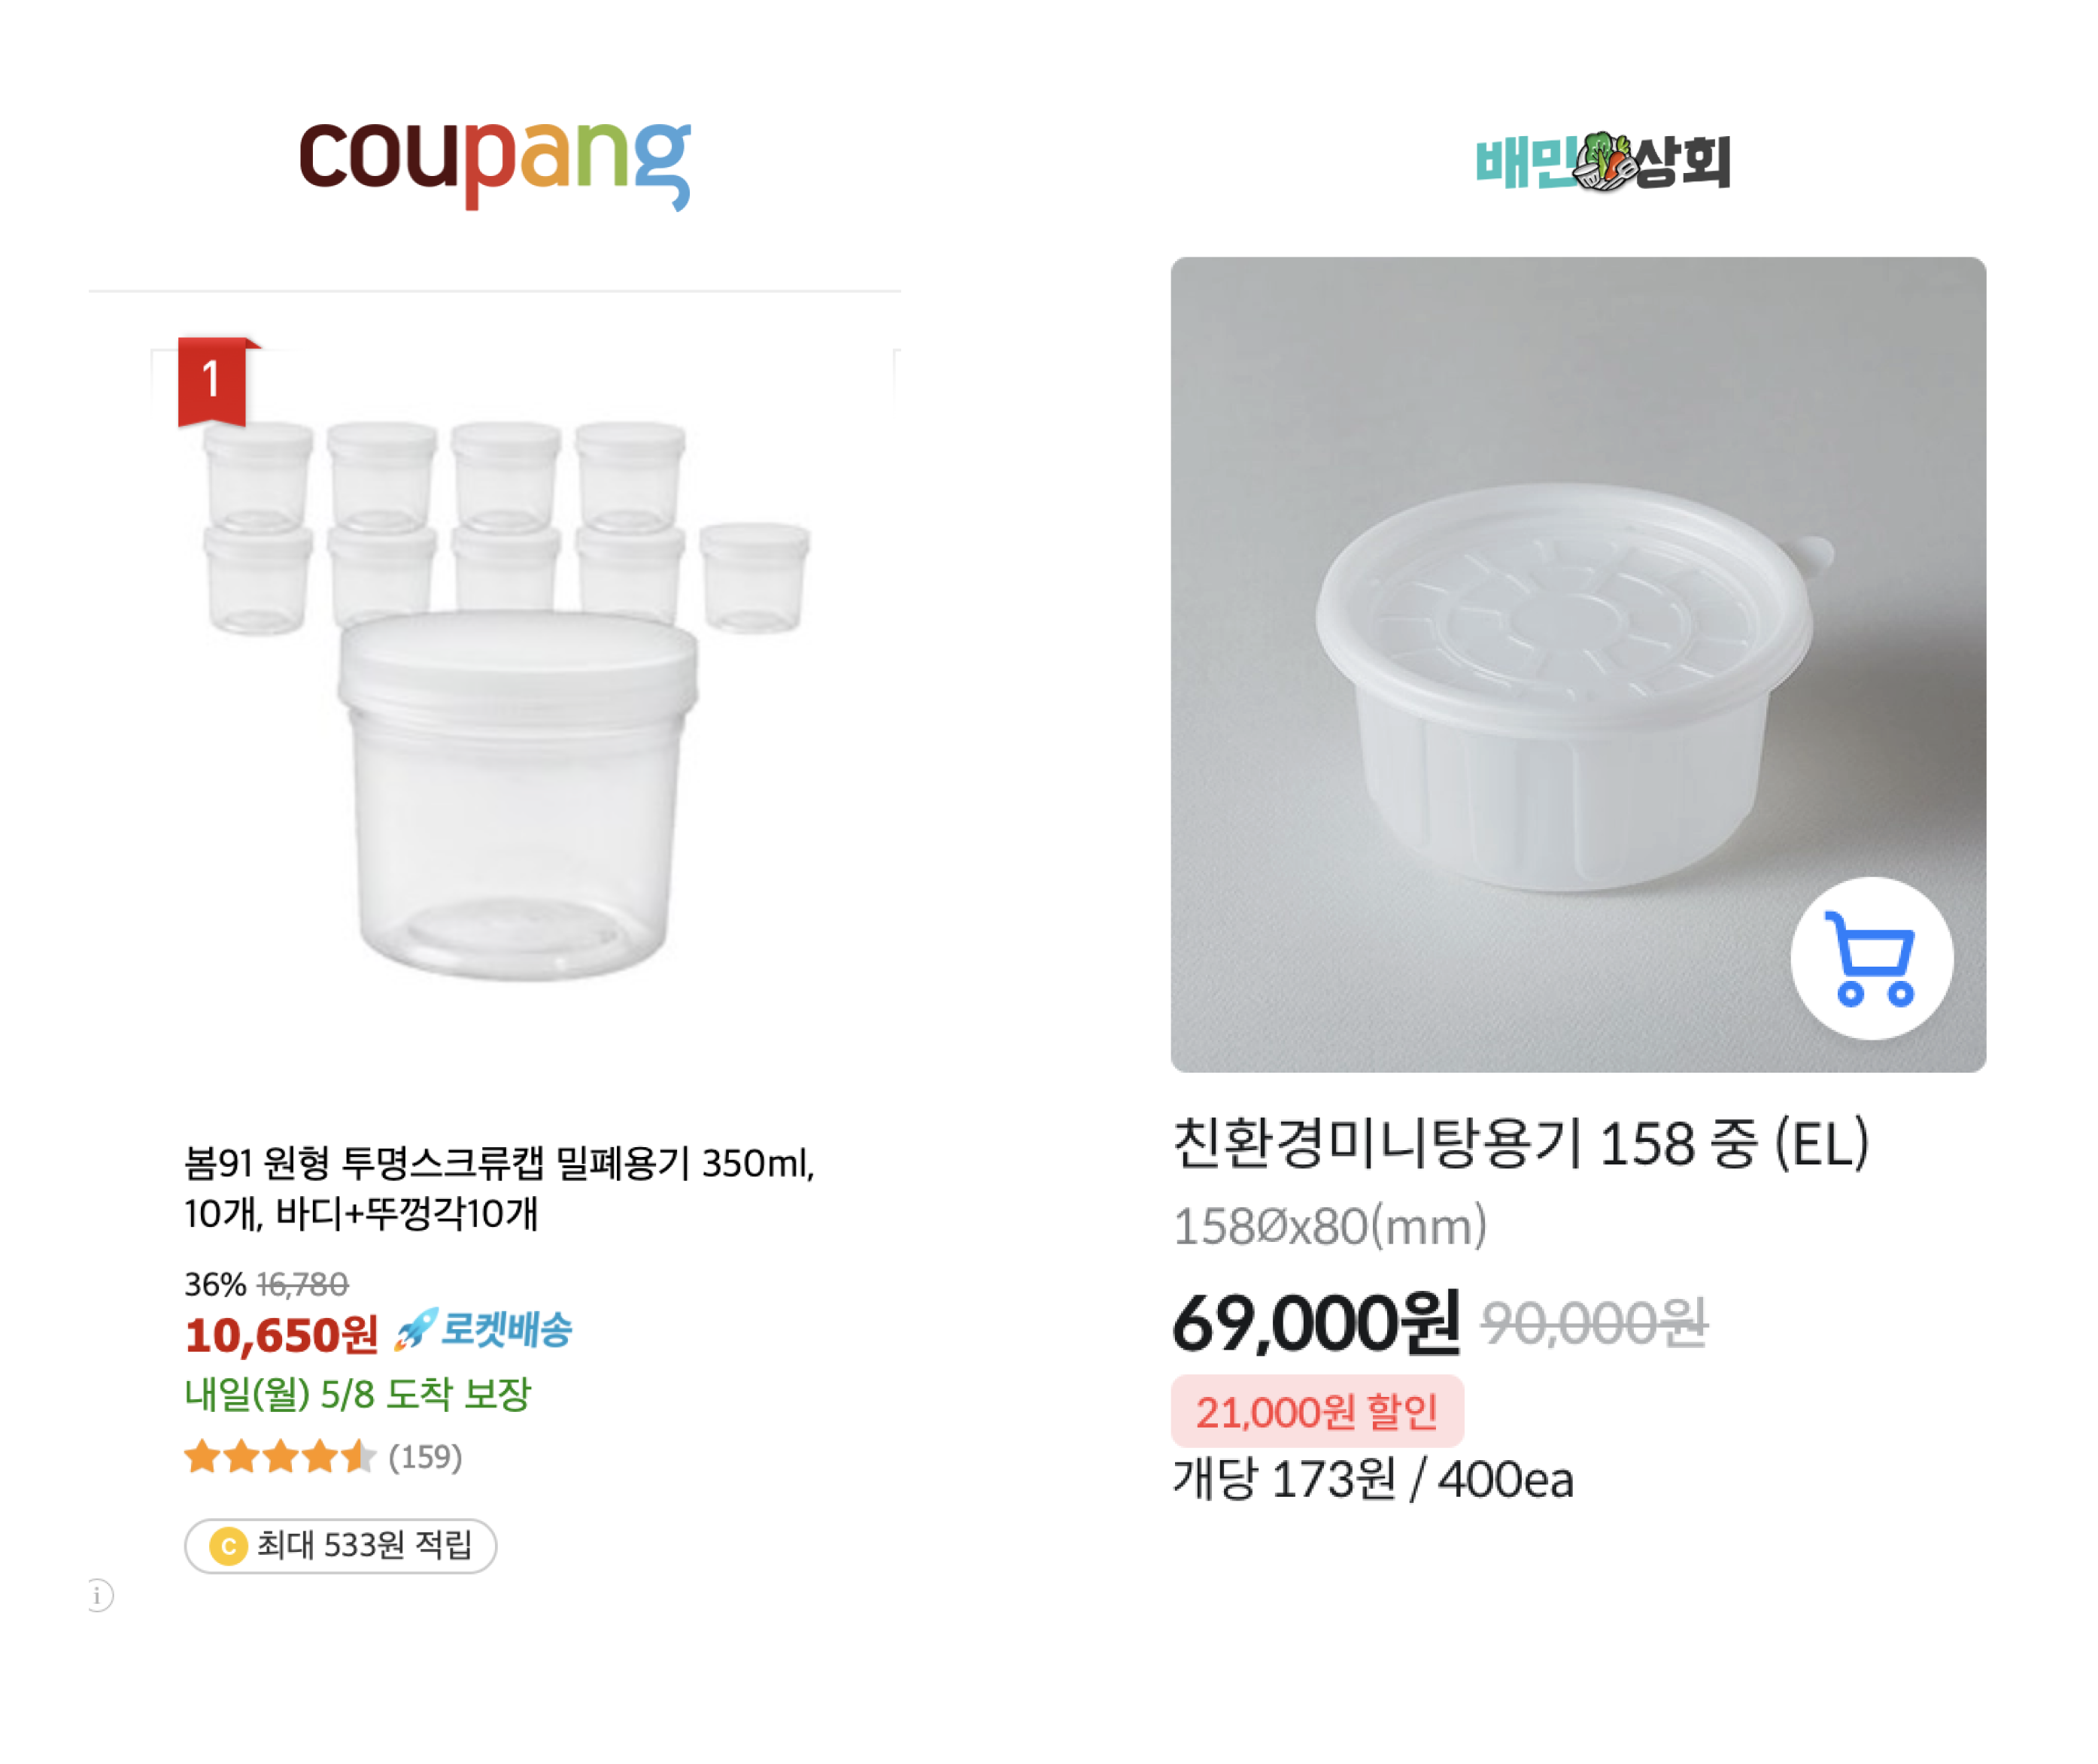 coupang
1
봄91 원형 투명스크류캡 밀폐용기 350ml,
10개, 바디+뚜껑각10개
36% 16,780
10,650원 로켓배송
내일(월) 5/8 도착 보장
(159)
C 최대 533원 적립
i
배민상회
친환경미니탕용기 158 중 (EL)
158Øx80(mm)
69,000원 90,000원
21,000원 할인
개당 173원 / 400ea